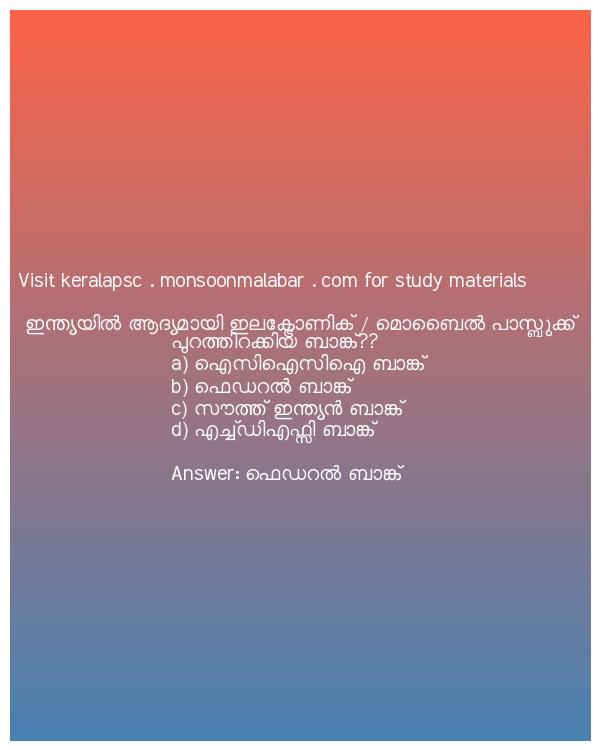 Visit keralapsc . monsoonmalabar . com for study materials
ഇന്ത്യയിൽ ആദ്യമായി ഇലക്ട്രോണിക് / മൊബൈൽ പാസ്ബുക്ക്
പുറത്തിറക്കിയ ബാങ്ക്??
a) ഐസിഐസിഐ ബാങ്ക്
b) ഫെഡറൽ ബാങ്ക്
c) സൗത്ത് ഇന്ത്യൻ ബാങ്ക്
d) എച്ച്ഡിഎഫ്സി ബാങ്ക്
Answer: ഫെഡറൽ ബാങ്ക്